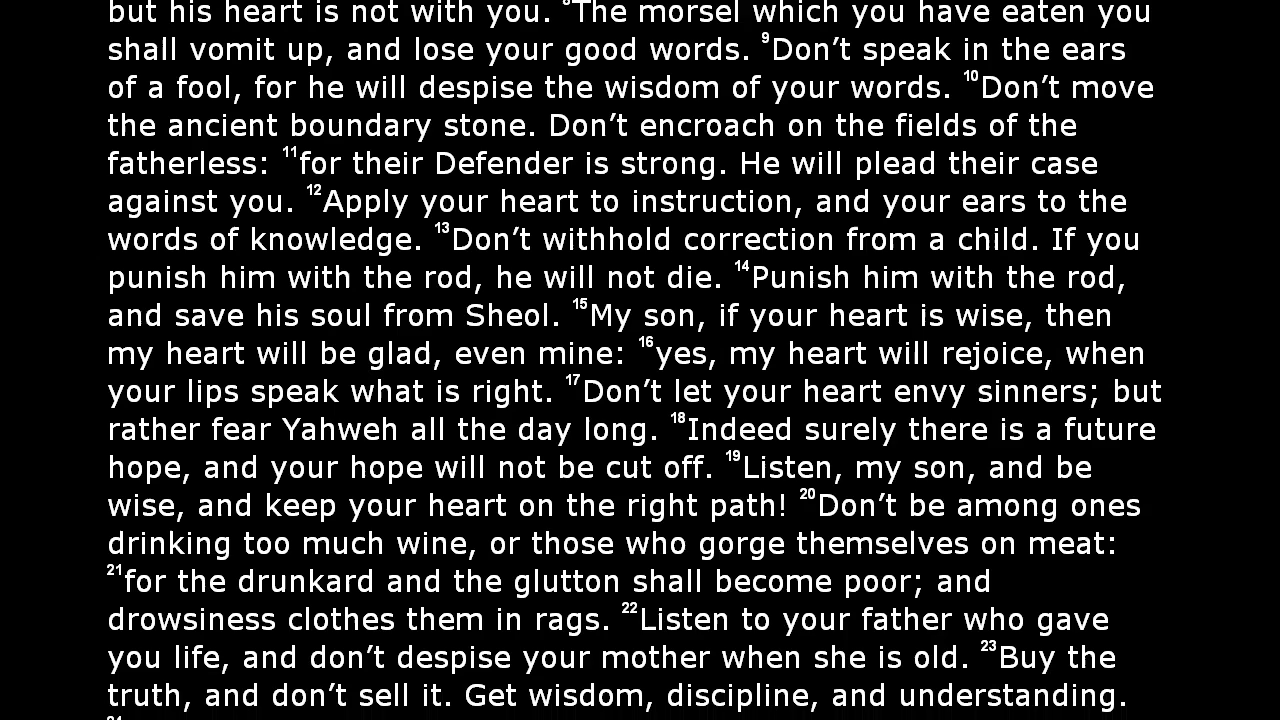 but his heart is not with you. ⁸The morsel which you have eaten you
shall vomit up, and lose your good words. ⁹Don’t speak in the ears
of a fool, for he will despise the wisdom of your words. ¹⁰Don’t move
the ancient boundary stone. Don’t encroach on the fields of the
fatherless: ¹¹for their Defender is strong. He will plead their case
against you. ¹²Apply your heart to instruction, and your ears to the
words of knowledge. ¹³Don’t withhold correction from a child. If you
punish him with the rod, he will not die. ¹⁴Punish him with the rod,
and save his soul from Sheol. ¹⁵My son, if your heart is wise, then
my heart will be glad, even mine: ¹⁶yes, my heart will rejoice, when
your lips speak what is right. ¹⁷Don’t let your heart envy sinners; but
rather fear Yahweh all the day long. ¹⁸Indeed surely there is a future
hope, and your hope will not be cut off. ¹⁹Listen, my son, and be
wise, and keep your heart on the right path! ²⁰Don’t be among ones
drinking too much wine, or those who gorge themselves on meat:
²¹for the drunkard and the glutton shall become poor; and
drowsiness clothes them in rags. ²²Listen to your father who gave
you life, and don’t despise your mother when she is old. ²³Buy the
truth, and don’t sell it. Get wisdom, discipline, and understanding.